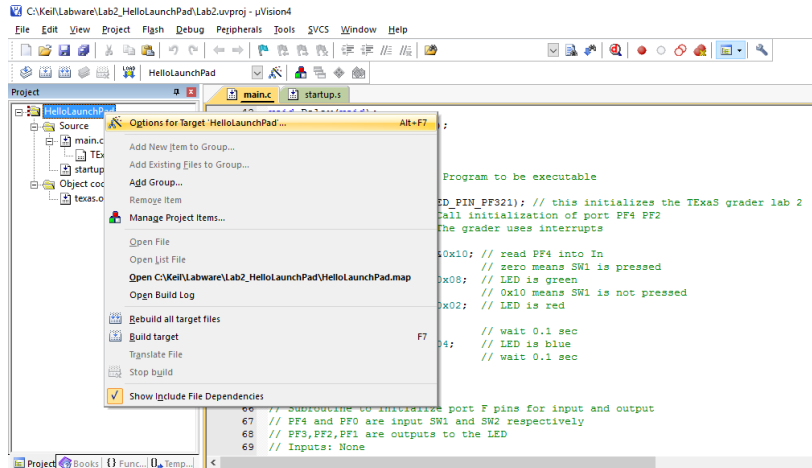 C:\Keil\Labware\Lab2_HelloLaunchPad\Lab2.uvproj - µVision4
File Edit View Project Flash Debug Peripherals Tools SVCS Window Help
HelloLaunchPad
Project
main.c startup.s
HelloLaunchPad
Source
main.c
startup
Object cod
texas.o
Options for Target 'HelloLaunchPad'... Alt+F7
Add New Item to Group...
Add Existing Files to Group...
Add Group...
Remove Item
Manage Project Items...
Open File
Open List File
Open C:\Keil\Labware\Lab2_HelloLaunchPad\HelloLaunchPad.map
Open Build Log
Rebuild all target files
Build target F7
Translate File
Stop build
Show Include File Dependencies
);
Program to be executable
ED_PIN_PF321); // this initializes the TExaS grader lab 2
Call initialization of port PF4 PF2
The grader uses interrupts
&0x10; // read PF4 into In
// zero means SW1 is pressed
0x08; // LED is green
// 0x10 means SW1 is not pressed
0x02; // LED is red
// wait 0.1 sec
04; // LED is blue
// wait 0.1 sec
66 // Subroutine to initialize port F pins for input and output
67 // PF4 and PF0 are input SW1 and SW2 respectively
68 // PF3,PF2,PF1 are outputs to the LED
69 // Inputs: None
Project Books {} Func... 0 Temp...